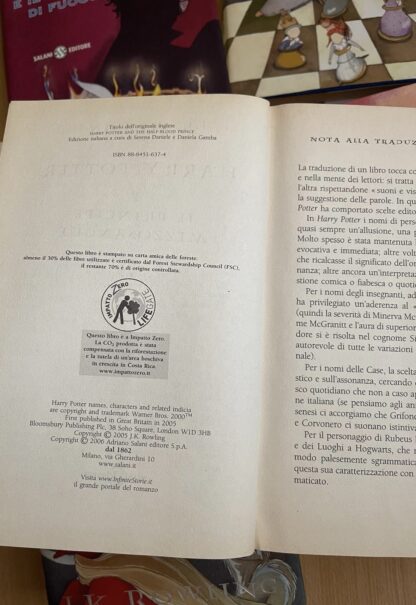 DI FUOCO
SALANI EDITORE
Titolo dell'originale inglese
HARRY POTTER AND THE HALF-BLOOD PRINCE
Edizione italiana a cura di Serena Daniele e Daniela Gamba
ISBN 88-8451-637-4
Questo libro è stampato su carta amica delle foreste:
almeno il 30% delle fibre utilizzate è certificato dal Forest Stewardship Council (FSC),
il restante 70% è di origine controllata.
IMPATTO ZERO
LIFEGATE
Questo libro è a Impatto Zero.
La CO2 prodotta è stata
compensata con la riforestazione
e la tutela di un'area boschiva
in crescita in Costa Rica.
www.impattozero.it
Harry Potter names, characters and related indicia
are copyright and trademark Warner Bros. 2000™
First published in Great Britain in 2005
Bloomsbury Publishing Plc, 38 Soho Square, London W1D 3HB
Copyright © 2005 J.K. Rowling
Copyright © 2006 Adriano Salani editore S.p.A.
dal 1862
Milano, via Gherardini 10
www.salani.it
Visita www.InfiniteStorie.it
il grande portale del romanzo
NOTA ALLA TRADUZ
La traduzione di un libro tocca co
e nella mente dei lettori: si tratta
l'altra rispettandone «suoni e vis
la suggestione delle parole. In qu
Potter ha comportato scelte edito
In Harry Potter i nomi di perso
quasi sempre un'allusione, una p
Molto spesso è stata mantenuta
evocativa e immediata; altre volt
che ricalcasse il significato dell'o
nanza; altre ancora un'interpretaz
stione comica o fiabesca o quoti
Per i nomi degli insegnanti, ad
ha privilegiato un'aderenza al «
(quindi la severità di Minerva Mc
me McGranitt e l'aura di superior
dore si è risolta nel cognome Si
autorevole di tutte le variazioni
nale).
Per i nomi delle Case, la scelta
stico e sull'assonanza, cercando
sco quotidiano che non a caso ap
ne italiana (se pensiamo agli ani
senesi ci accorgiamo che Grifon
e Corvonero ci suonano istintiva
Per il personaggio di Rubeus
e dei Luoghi a Hogwarts, che n
modo palesemente sgrammatica
questa sua caratterizzazione con
maticato.
J.K. ROWLING